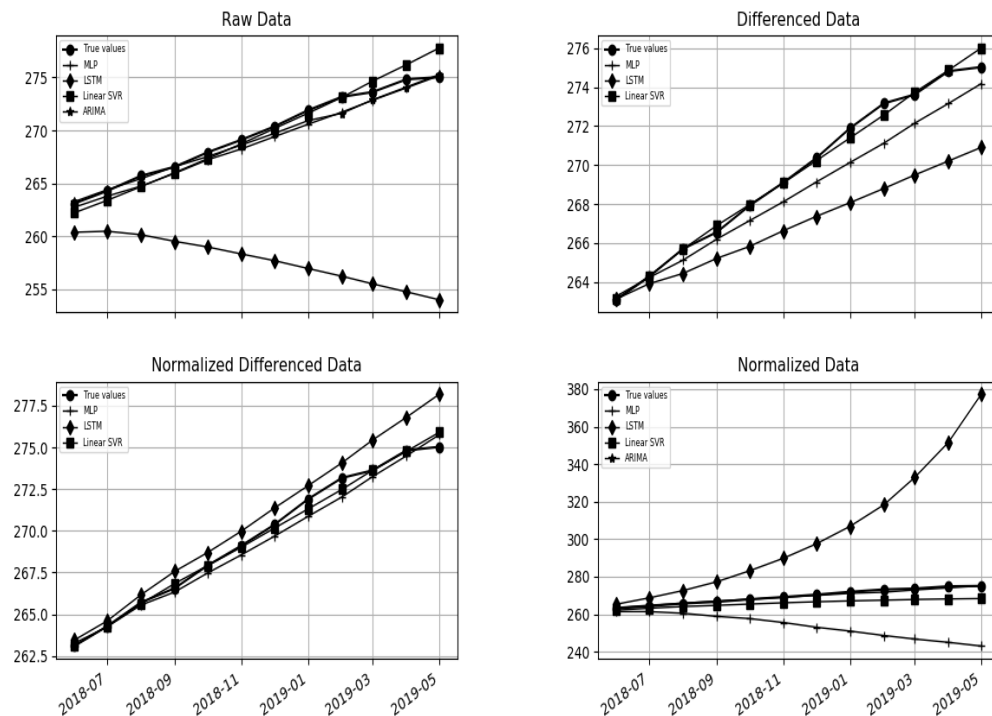 Raw Data
True values
MLP
LSTM
Linear SVR
ARIMA
275
270
265
260
255
Differenced Data
True values
MLP
LSTM
Linear SVR
276
274
272
270
268
266
264
Normalized Differenced Data
True values
MLP
LSTM
Linear SVR
277.5
275.0
272.5
270.0
267.5
265.0
262.5
2018-07
2018-09
2018-11
2019-01
2019-03
2019-05
Normalized Data
True values
MLP
LSTM
Linear SVR
ARIMA
380
360
340
320
300
280
260
240
2018-07
2018-09
2018-11
2019-01
2019-03
2019-05